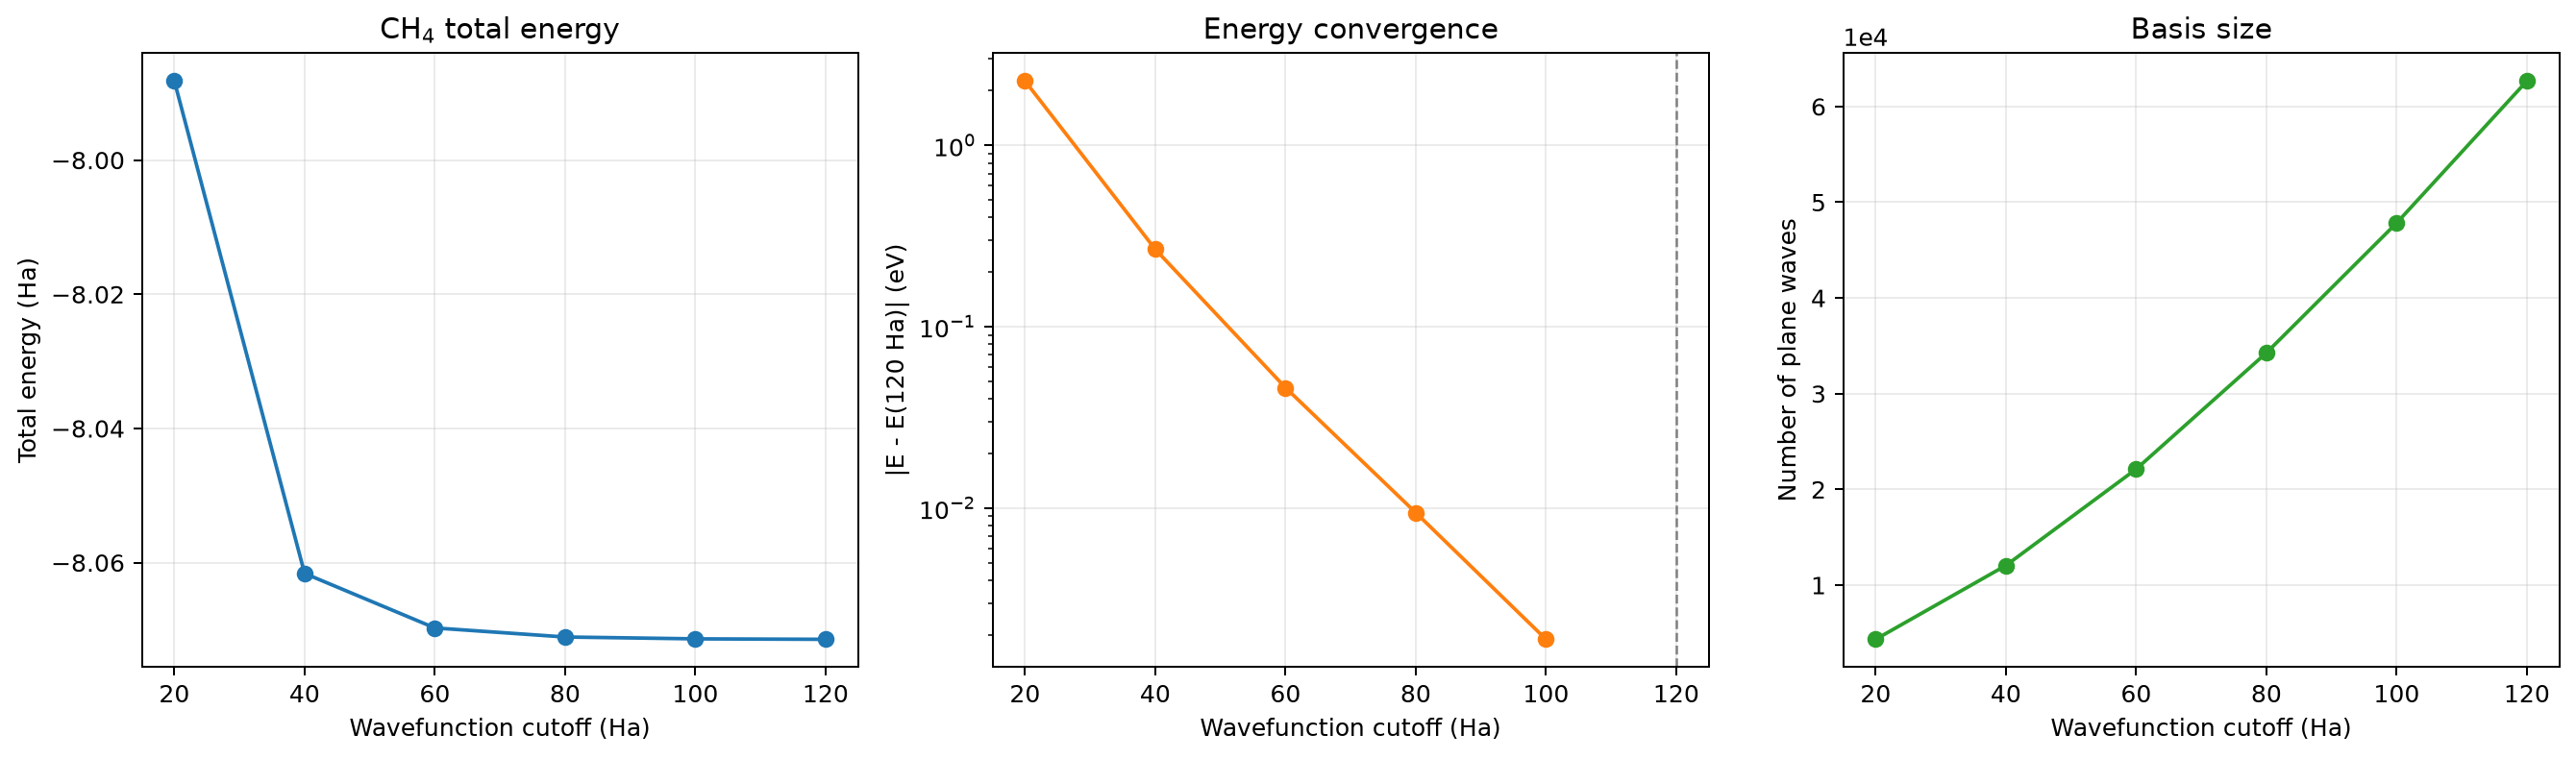 CH₄ total energy
Total energy (Ha)
−8.00
−8.02
−8.04
−8.06
20 40 60 80 100 120
Wavefunction cutoff (Ha)
Energy convergence
|E - E(120 Ha)| (eV)
10⁰
10⁻¹
10⁻²
20 40 60 80 100 120
Wavefunction cutoff (Ha)
Basis size
1e4
Number of plane waves
6
5
4
3
2
1
20 40 60 80 100 120
Wavefunction cutoff (Ha)